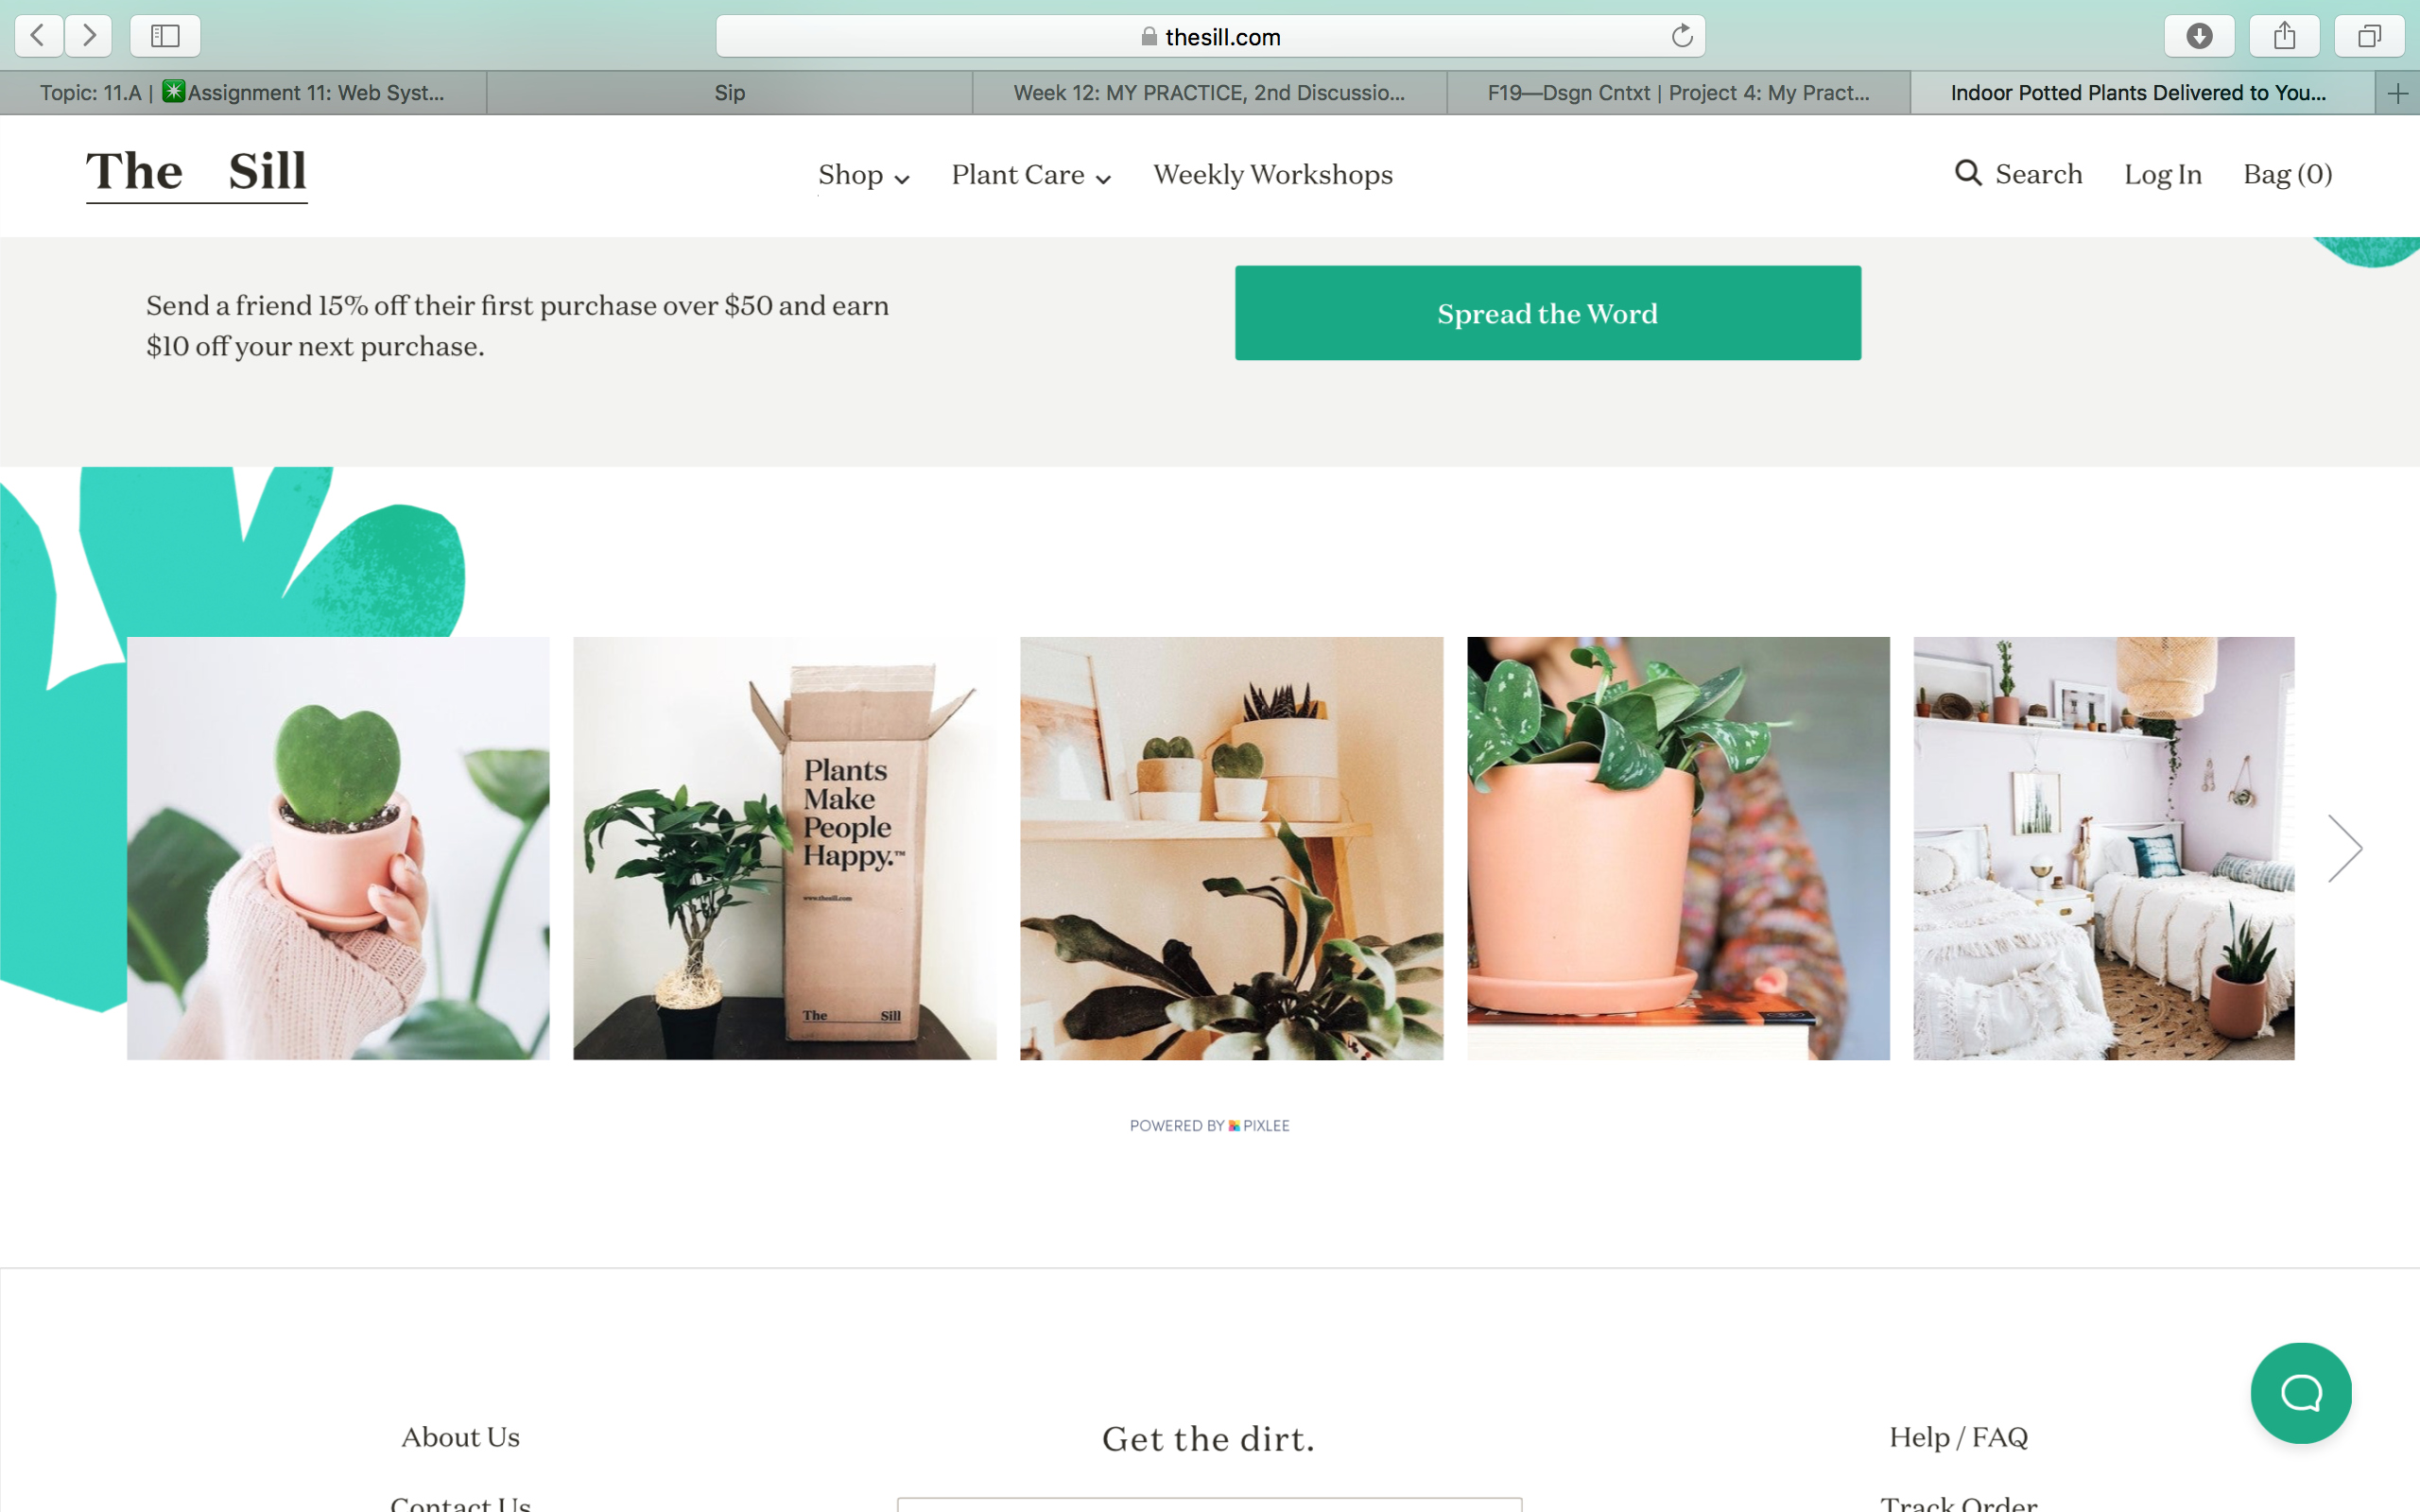 thesill.com
Topic: 11.A | ✳Assignment 11: Web Syst...
Sip
Week 12: MY PRACTICE, 2nd Discussio...
F19—Dsgn Cntxt | Project 4: My Pract...
Indoor Potted Plants Delivered to You...
The Sill
Shop
Plant Care
Weekly Workshops
Search
Log In
Bag (0)
Send a friend 15% off their first purchase over $50 and earn
$10 off your next purchase.
Spread the Word
Plants
Make
People
Happy.™
www.thesill.com
The Sill
POWERED BY PIXLEE
About Us
Get the dirt.
Help / FAQ
Contact Us
Track Order